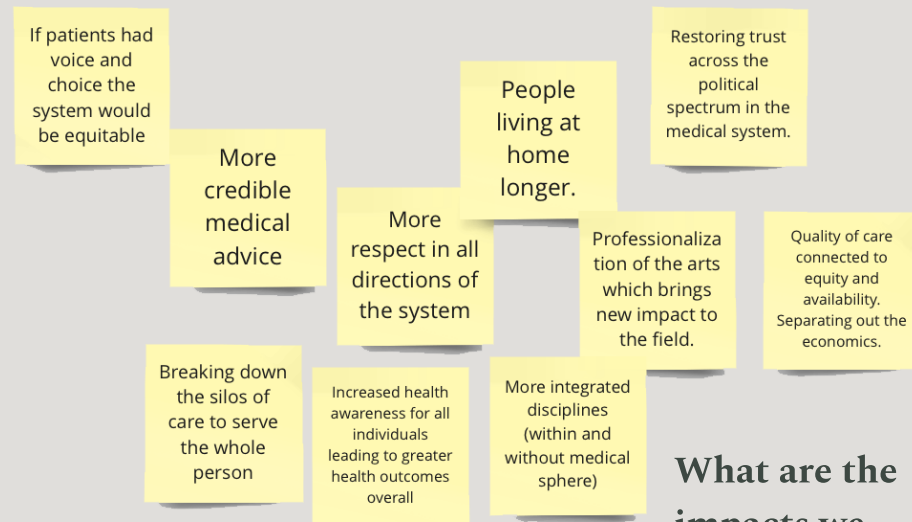 If patients had
voice and
choice the
system would
be equitable
More
credible
medical
advice
More
respect in all
directions of
the system
People
living at
home
longer.
Restoring trust
across the
political
spectrum in the
medical system.
Professionaliza
tion of the arts
which brings
new impact to
the field.
Quality of care
connected to
equity and
availability.
Separating out the
economics.
Breaking down
the silos of
care to serve
the whole
person
Increased health
awareness for all
individuals
leading to greater
health outcomes
overall
More integrated
disciplines
(within and
without medical
sphere)
What are the
impacts we